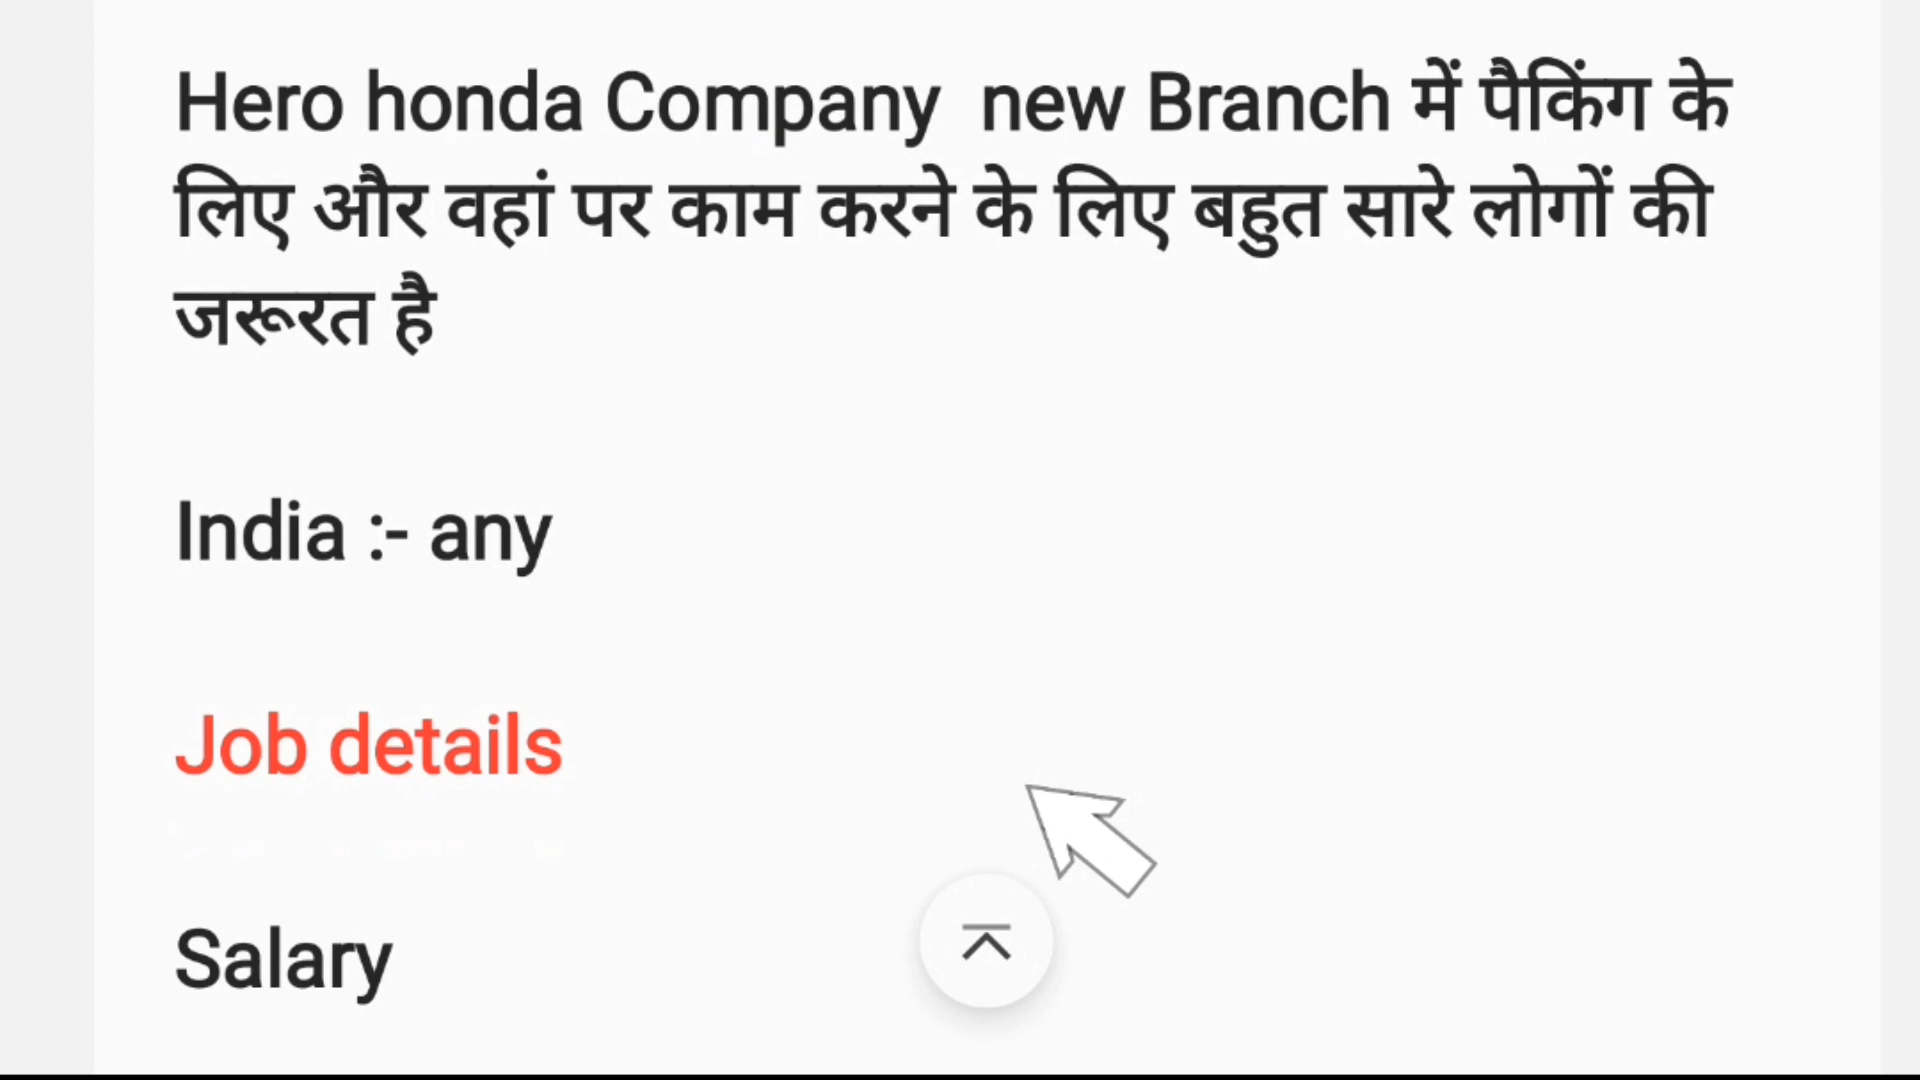 Hero honda Company new Branch में पैकिंग के
लिए और वहां पर काम करने के लिए बहुत सारे लोगों की
जरूरत है
India :- any
Job details
Salary